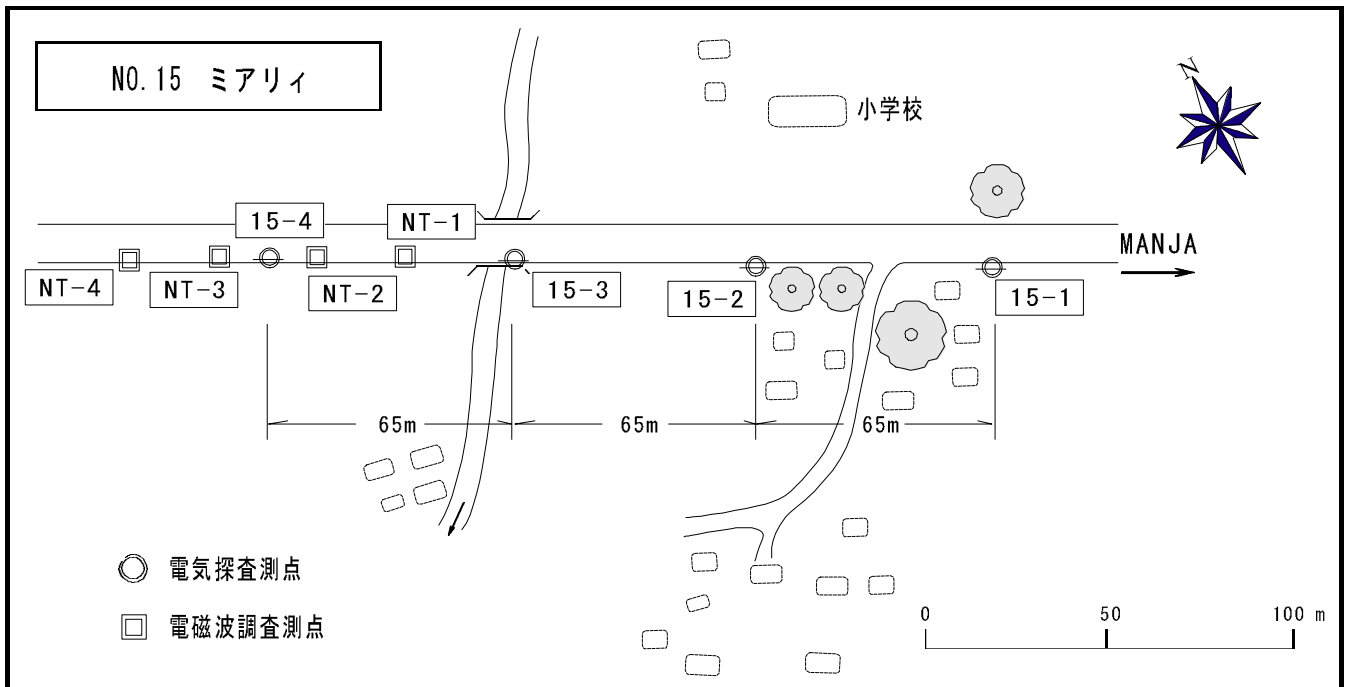 NO. 15 ミアリィ
小学校
N
15-4
NT-1
MANJA
NT-4
NT-3
NT-2
15-3
15-2
15-1
65m
65m
65m
電気探査測点
電磁波調査測点
0
50
100 m